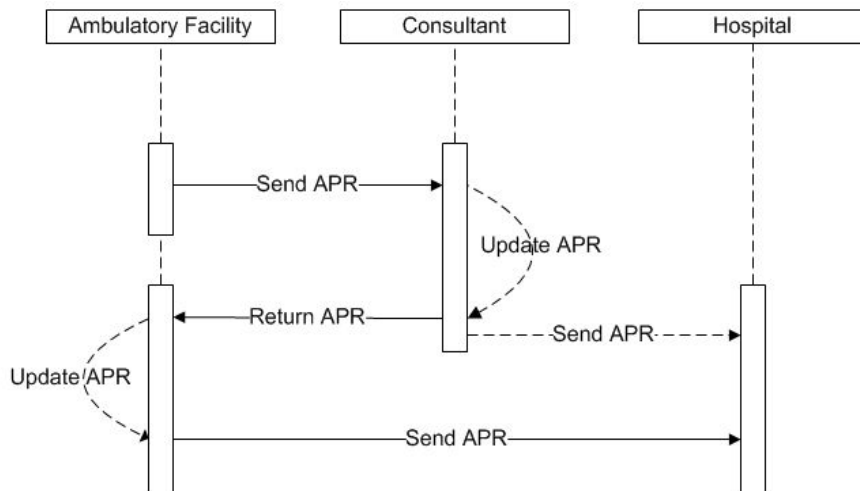 Ambulatory Facility
Consultant
Hospital
Send APR
Update APR
Return APR
Send APR
Update APR
Send APR